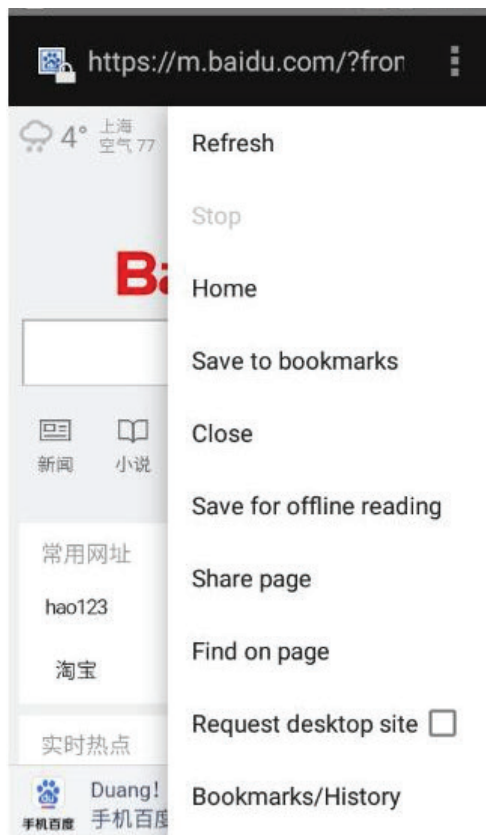 https://m.baidu.com/?fron
4° 上海
空气 77
Refresh
Stop
Home
Save to bookmarks
Close
Save for offline reading
Share page
Find on page
Request desktop site
Bookmarks/History
Ba
新闻 小说
常用网址
hao123
淘宝
实时热点
du
手机百度
Duang!
手机百度